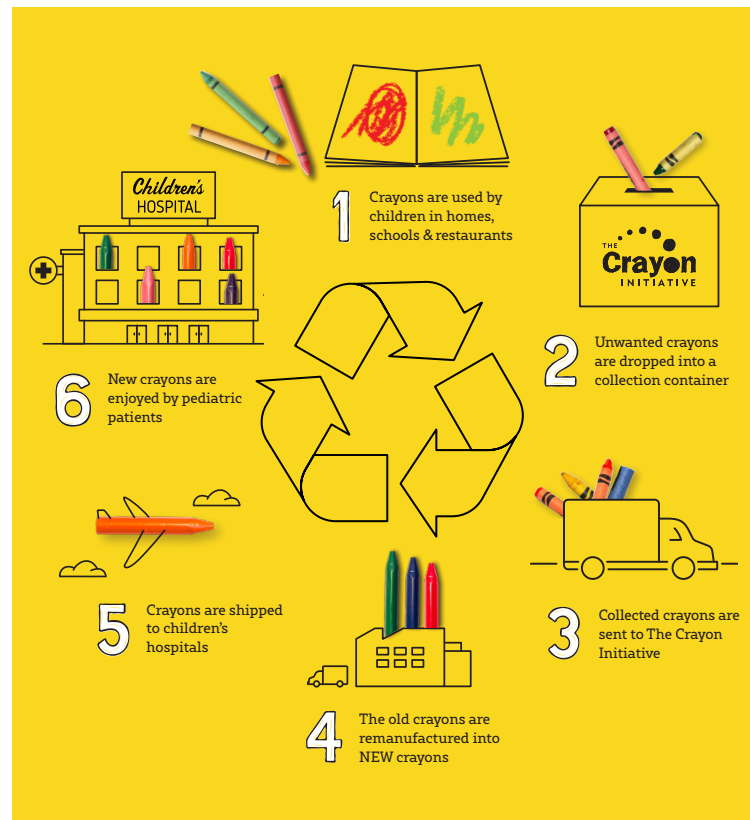 1
Crayons are used by
children in homes,
schools & restaurants
THE
Crayon
INITIATIVE
2
Unwanted crayons
are dropped into a
collection container
3
Collected crayons are
sent to The Crayon
Initiative
4
The old crayons are
remanufactured into
NEW crayons
5
Crayons are shipped
to children's
hospitals
Children's
HOSPITAL
6
New crayons are
enjoyed by pediatric
patients